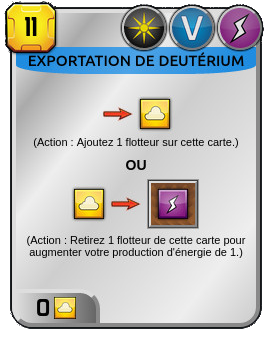 11
V
EXPORTATION DE DEUTÉRIUM
(Action : Ajoutez 1 flotteur sur cette carte.)
OU
(Action : Retirez 1 flotteur de cette carte pour
augmenter votre production d'énergie de 1.)
0